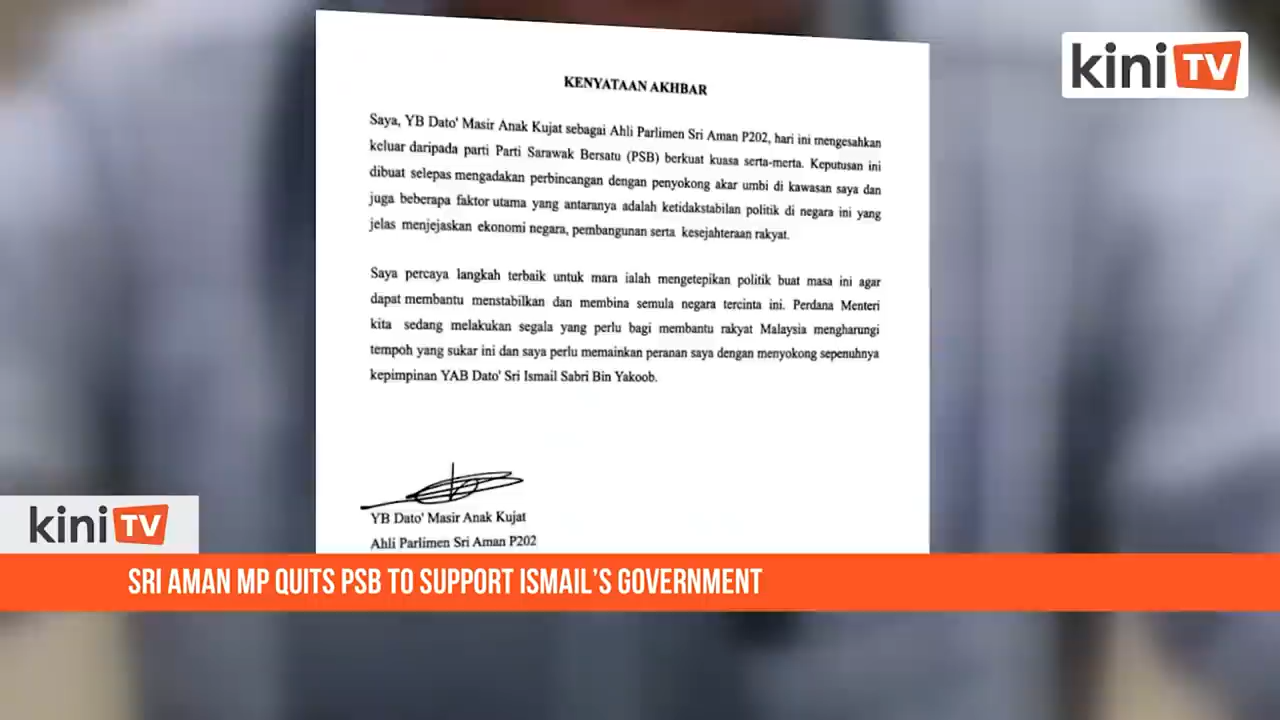 kini TV
KENYATAAN AKHBAR
Saya, YB Dato' Masir Anak Kujat sebagai Ahli Parlimen Sri Aman P202, hari ini mengesahkan
keluar daripada parti Parti Sarawak Bersatu (PSB) berkuat kuasa serta-merta. Keputusan ini
dibuat selepas mengadakan perbincangan dengan penyokong akar umbi di kawasan saya dan
juga beberapa faktor utama yang antaranya adalah ketidakstabilan politik di negara ini yang
jelas menjejaskan ekonomi negara, pembangunan serta kesejahteraan rakyat.
Saya percaya langkah terbaik untuk mara ialah mengetepikan politik buat masa ini agar
dapat membantu menstabilkan dan membina semula negara tercinta ini. Perdana Menteri
kita sedang melakukan segala yang perlu bagi membantu rakyat Malaysia mengharungi
tempoh yang sukar ini dan saya perlu memainkan peranan saya dengan menyokong sepenuhnya
kepimpinan YAB Dato' Sri Ismail Sabri Bin Yakoob.
YB Dato' Masir Anak Kujat
Ahli Parlimen Sri Aman P202
kini TV
SRI AMAN MP QUITS PSB TO SUPPORT ISMAIL'S GOVERNMENT